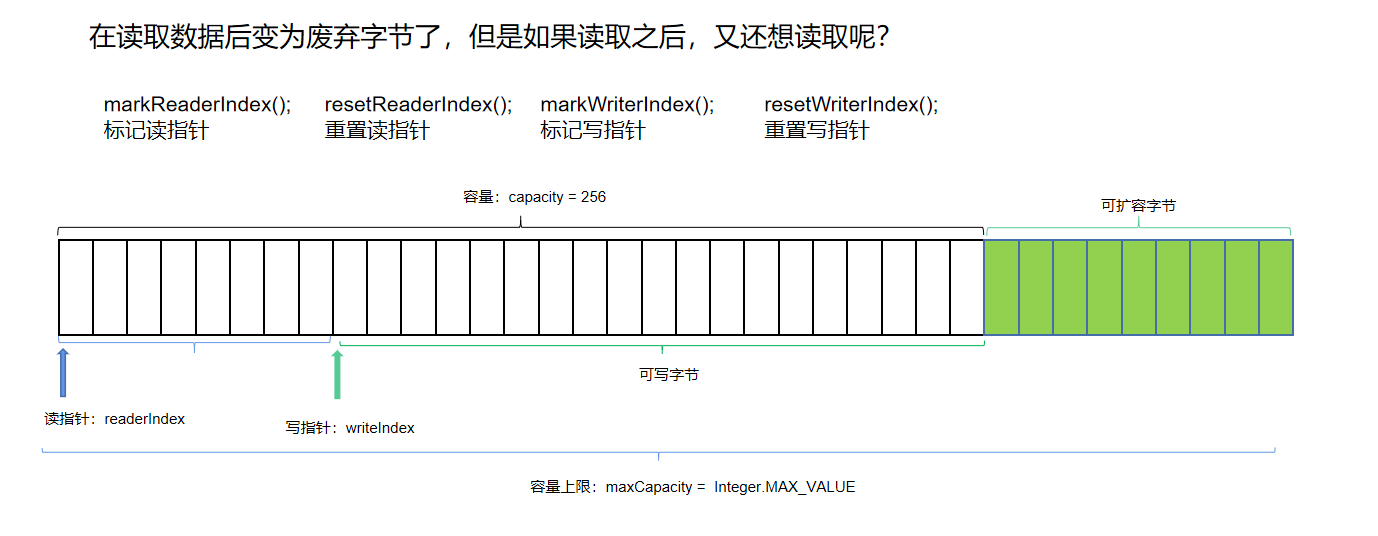 在读取数据后变为废弃字节了，但是如果读取之后，又还想读取呢？
markReaderIndex(); resetReaderIndex(); markWriterIndex(); resetWriterIndex();
标记读指针 重置读指针 标记写指针 重置写指针
容量：capacity = 256
可扩容字节
可写字节
读指针：readerIndex
写指针：writeIndex
容量上限：maxCapacity = Integer.MAX_VALUE